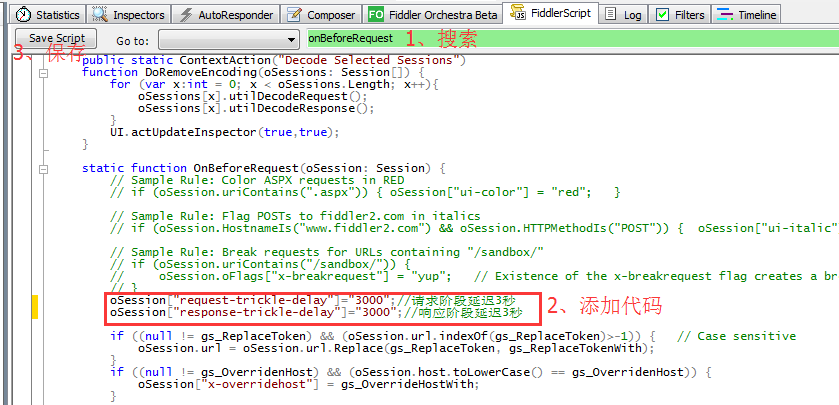 Statistics Inspectors AutoResponder Composer FO Fiddler Orchestra Beta FiddlerScript Log Filters Timeline
Save Script Go to: onBeforeRequest 1、搜索
3、保存
public static ContextAction("Decode Selected Sessions")
function DoRemoveEncoding(oSessions: Session[]) {
for (var x:int = 0; x < oSessions.Length; x++){
oSessions[x].utilDecodeRequest();
oSessions[x].utilDecodeResponse();
}
UI.actUpdateInspector(true,true);
}
static function OnBeforeRequest(oSession: Session) {
// Sample Rule: Color ASPX requests in RED
// if (oSession.uriContains(".aspx")) { oSession["ui-color"] = "red"; }
// Sample Rule: Flag POSTs to fiddler2.com in italics
// if (oSession.HostnameIs("www.fiddler2.com") && oSession.HTTPMethodIs("POST")) { oSession["ui-italic"
// Sample Rule: Break requests for URLs containing "/sandbox/"
// if (oSession.uriContains("/sandbox/")) {
// oSession.oFlags["x-breakrequest"] = "yup"; // Existence of the x-breakrequest flag creates a br
// }
oSession["request-trickle-delay"]="3000";//请求阶段延迟3秒
oSession["response-trickle-delay"]="3000";//响应阶段延迟3秒
2、添加代码
if ((null != gs_ReplaceToken) && (oSession.url.indexOf(gs_ReplaceToken)>-1)) { // Case sensitive
oSession.url = oSession.url.Replace(gs_ReplaceToken, gs_ReplaceTokenWith);
}
if ((null != gs_OverridenHost) && (oSession.host.toLowerCase() == gs_OverridenHost)) {
oSession["x-overridehost"] = gs_OverrideHostWith;
}